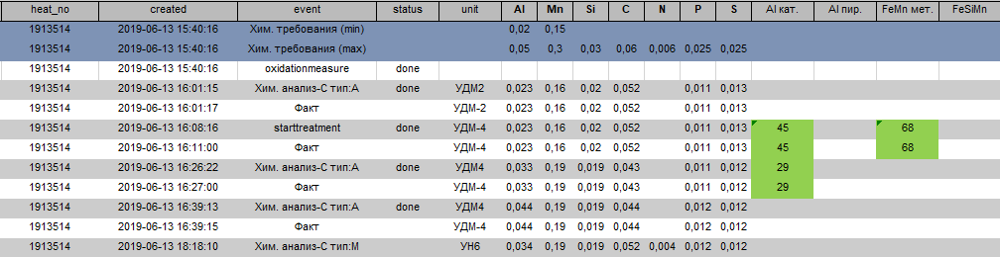 heat_no created event status unit Al Mn Si C N P S Al кат. Al пир. FeMn мет. FeSiMn
1913514 2019-06-13 15:40:16 Хим. требования (min) 0,02 0,15
1913514 2019-06-13 15:40:16 Хим. требования (max) 0,05 0,3 0,03 0,06 0,006 0,025 0,025
1913514 2019-06-13 15:40:16 oxidationmeasure done
1913514 2019-06-13 16:01:15 Хим. анализ-С тип:А done УДМ2 0,023 0,16 0,02 0,052 0,011 0,013
1913514 2019-06-13 16:01:17 Факт УДМ-2 0,023 0,16 0,02 0,052 0,011 0,013
1913514 2019-06-13 16:08:16 starttreatment done УДМ-4 0,023 0,16 0,02 0,052 0,011 0,013 45 68
1913514 2019-06-13 16:11:00 Факт УДМ-4 0,023 0,16 0,02 0,052 0,011 0,013 45 68
1913514 2019-06-13 16:26:22 Хим. анализ-С тип:А done УДМ4 0,033 0,19 0,019 0,043 0,011 0,012 29
1913514 2019-06-13 16:27:00 Факт УДМ-4 0,033 0,19 0,019 0,043 0,011 0,012 29
1913514 2019-06-13 16:39:13 Хим. анализ-С тип:А done УДМ4 0,044 0,19 0,019 0,044 0,012 0,012
1913514 2019-06-13 16:39:15 Факт УДМ-4 0,044 0,19 0,019 0,044 0,012 0,012
1913514 2019-06-13 18:18:10 Хим. анализ-С тип:М УН6 0,034 0,19 0,019 0,052 0,004 0,012 0,012